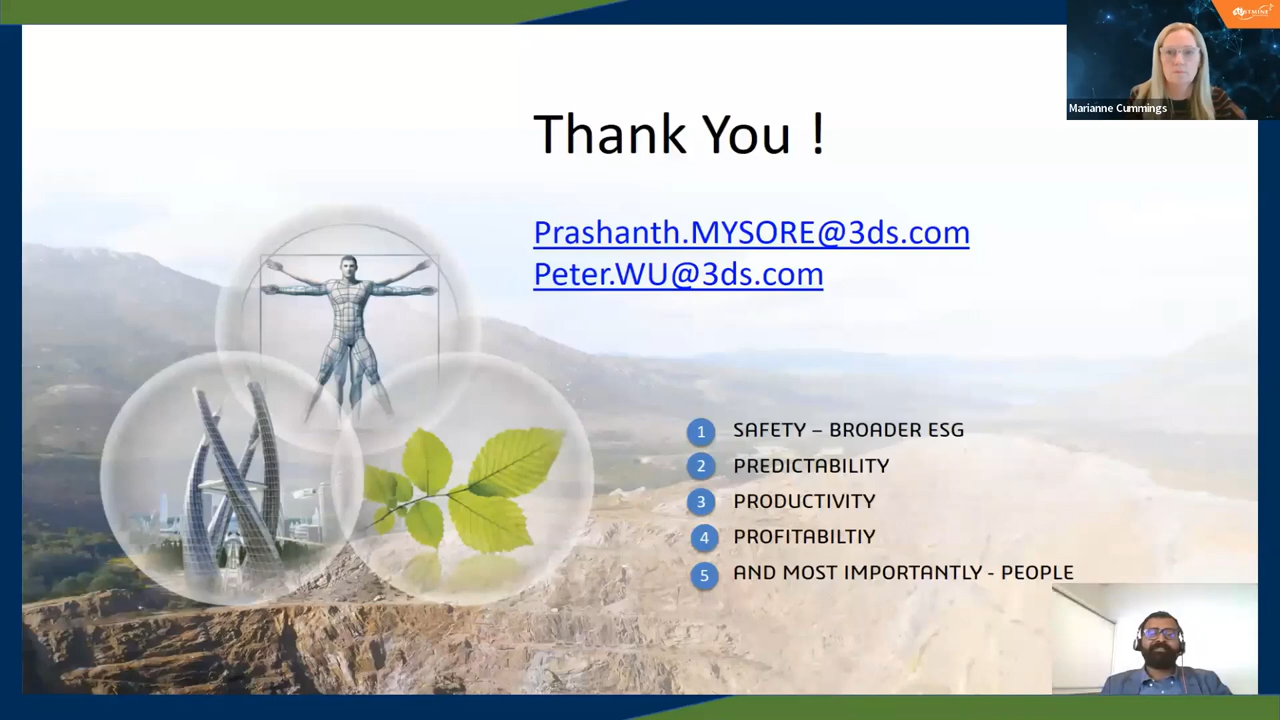 Thank You !
Marianne Cummings
Prashanth.MYSORE@3ds.com
Peter.WU@3ds.com
1 SAFETY – BROADER ESG
2 PREDICTABILITY
3 PRODUCTIVITY
4 PROFITABILTIY
5 AND MOST IMPORTANTLY - PEOPLE